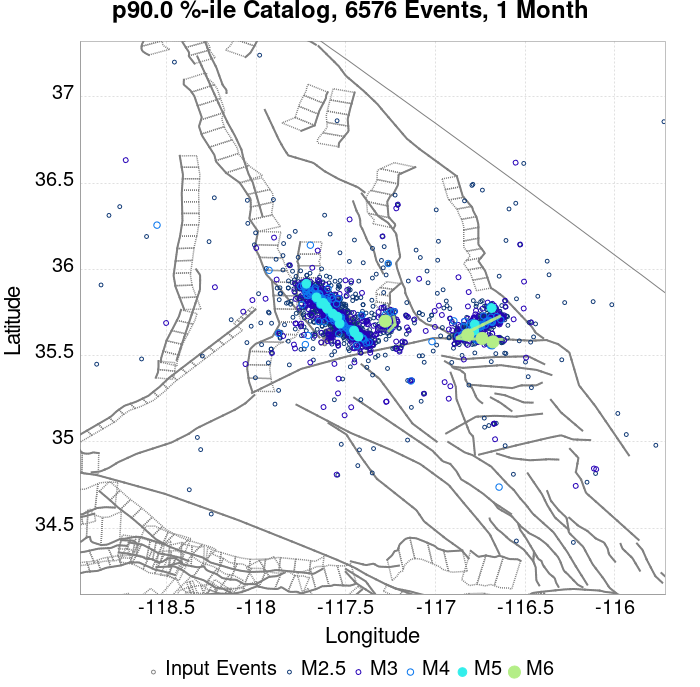 p90.0 %-ile Catalog, 6576 Events, 1 Month
37
36.5
36
35.5
35
34.5
Latitude
-118.5 -118 -117.5 -117 -116.5 -116
Longitude
Input Events M2.5 M3 M4 M5 M6